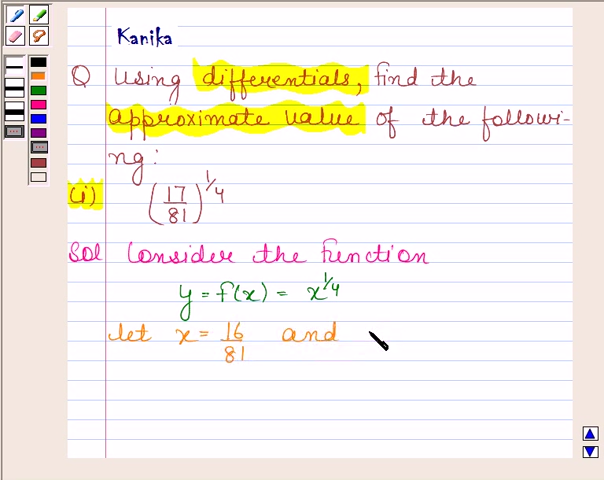 Kanika
Q Using differentials, find the
approximate value of the followi-
ng:
(i) (17/81)^1/4
Sol Consider the function
y = f(x) = x^1/4
let x = 16/81 and